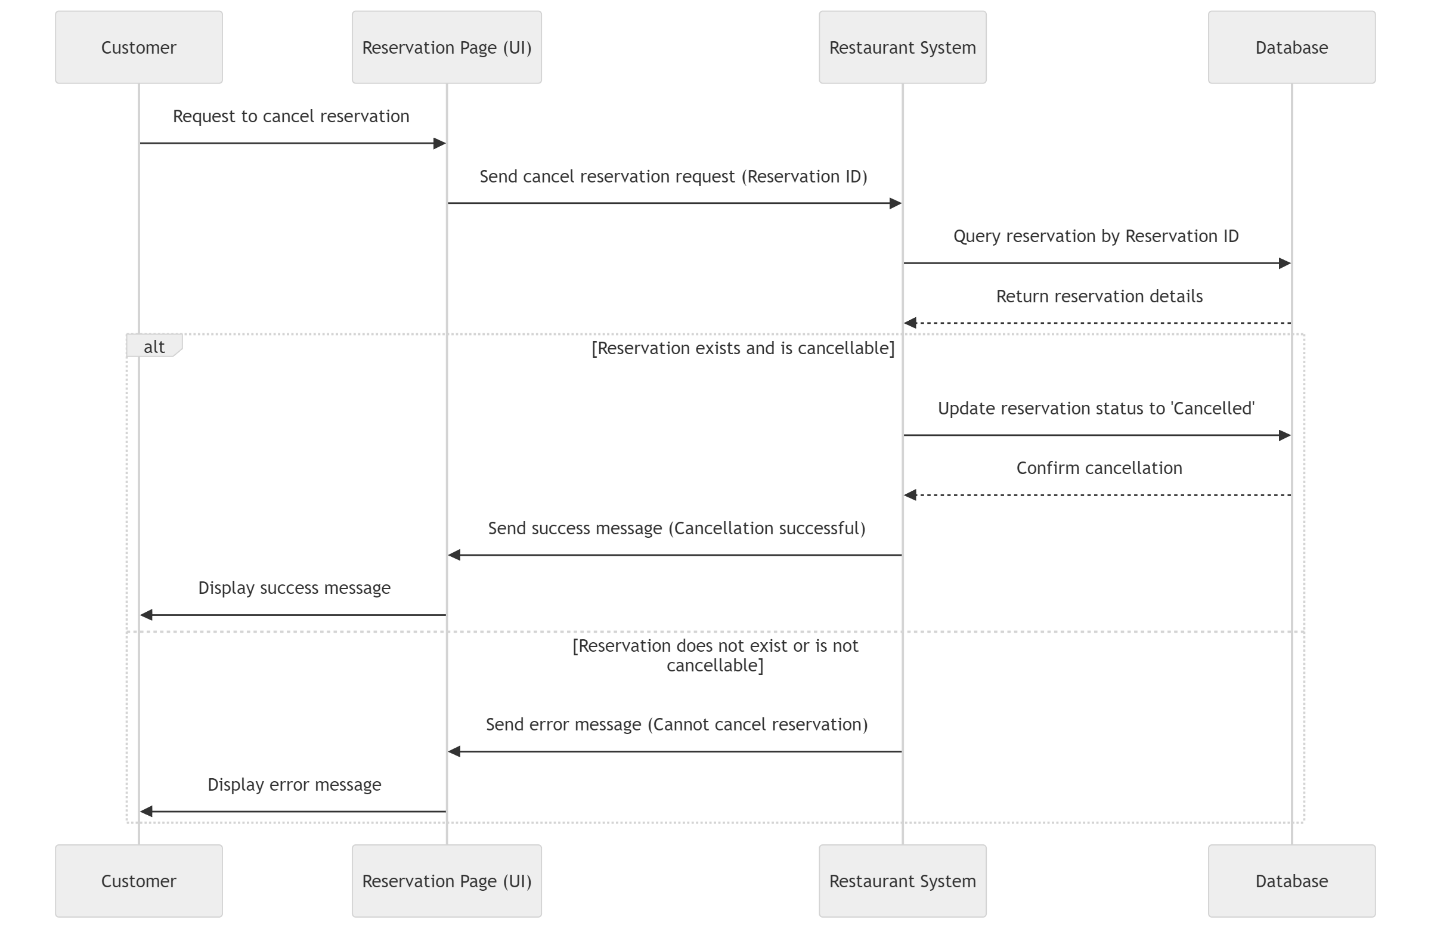 Customer
Reservation Page (UI)
Restaurant System
Database
Request to cancel reservation
Send cancel reservation request (Reservation ID)
Query reservation by Reservation ID
Return reservation details
alt
[Reservation exists and is cancellable]
Update reservation status to 'Cancelled'
Confirm cancellation
Send success message (Cancellation successful)
Display success message
[Reservation does not exist or is not
cancellable]
Send error message (Cannot cancel reservation)
Display error message
Customer
Reservation Page (UI)
Restaurant System
Database